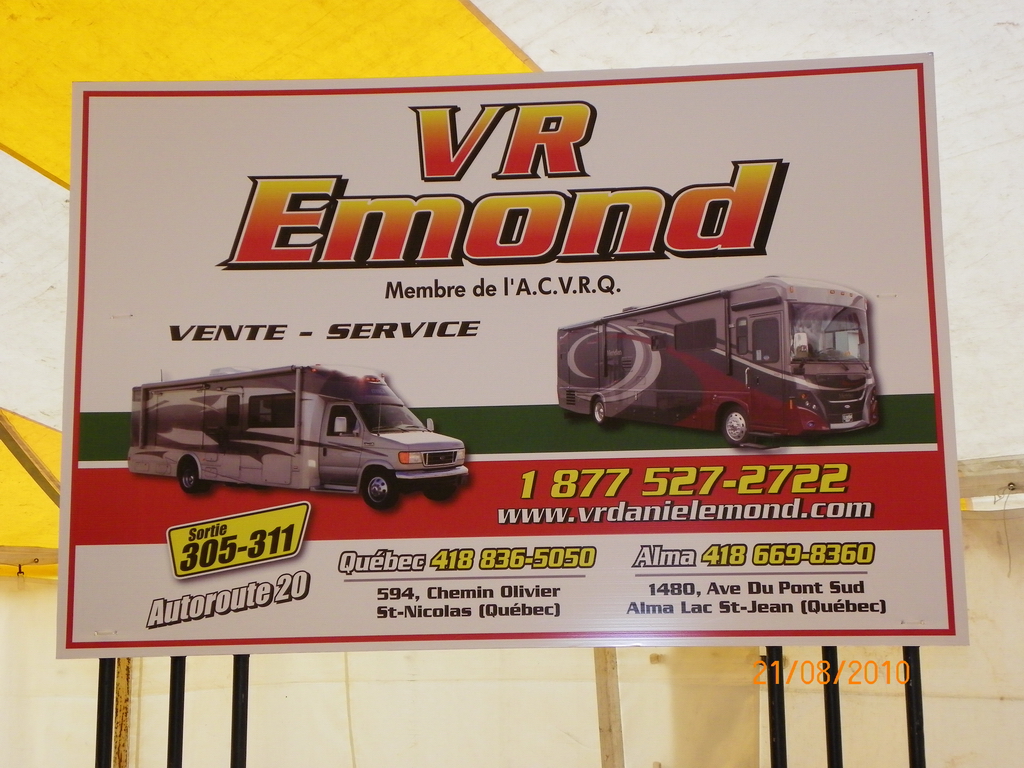 VR
Emond
Membre de l'A.C.V.R.Q.
VENTE - SERVICE
1 877 527-2722
www.vrdanielemond.com
Sortie
305-311
Autoroute 20
Québec 418 836-5050
594, Chemin Olivier
St-Nicolas (Québec)
Alma 418 669-8360
1480, Ave Du Pont Sud
Alma Lac St-Jean (Québec)
21/08/2010